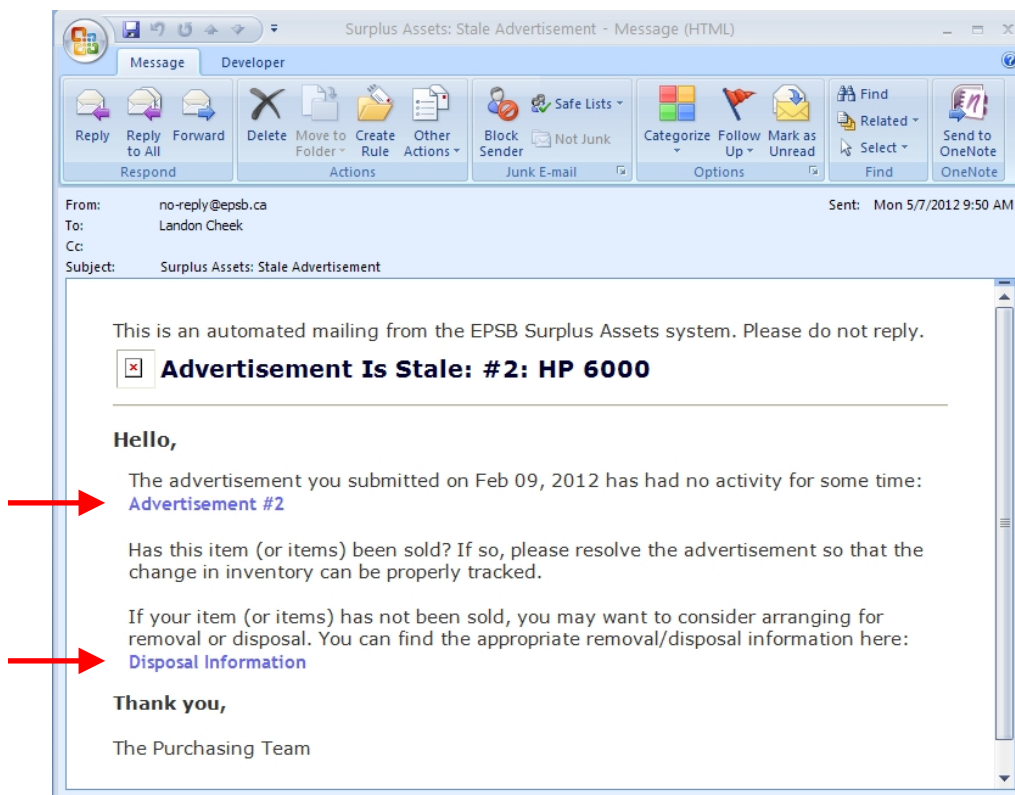 Surplus Assets: Stale Advertisement - Message (HTML)
Message Developer
Reply Reply to All Forward Delete Move to Folder Create Rule Other Actions Block Sender Safe Lists Not Junk Categorize Follow Up Mark as Unread Find Related Select Send to OneNote
Respond Actions Junk E-mail Options Find OneNote
From: no-reply@epsb.ca Sent: Mon 5/7/2012 9:50 AM
To: Landon Cheek
Cc:
Subject: Surplus Assets: Stale Advertisement
This is an automated mailing from the EPSB Surplus Assets system. Please do not reply.
Advertisement Is Stale: #2: HP 6000
Hello,
The advertisement you submitted on Feb 09, 2012 has had no activity for some time:
Advertisement #2
Has this item (or items) been sold? If so, please resolve the advertisement so that the
change in inventory can be properly tracked.
If your item (or items) has not been sold, you may want to consider arranging for
removal or disposal. You can find the appropriate removal/disposal information here:
Disposal Information
Thank you,
The Purchasing Team